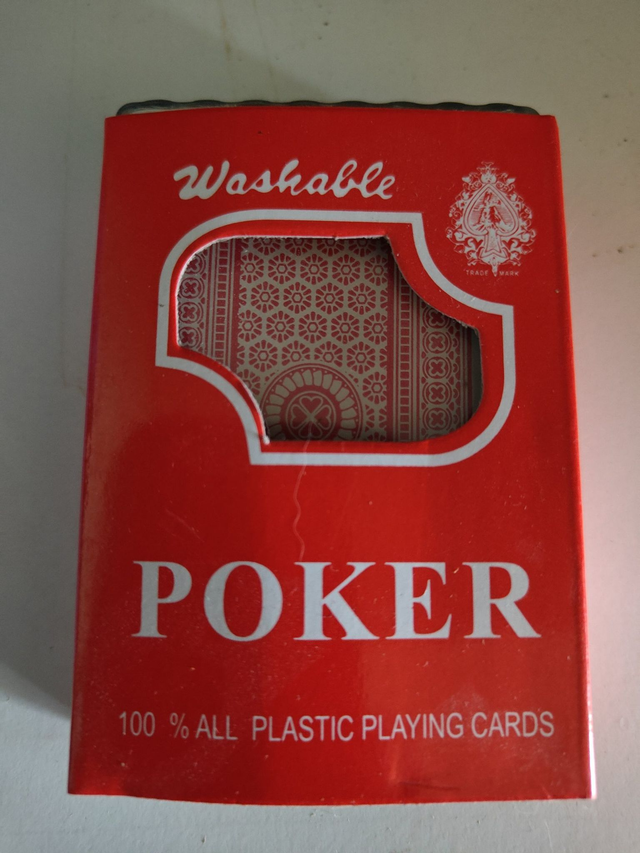 Washable
TRADE MARK
POKER
100 % ALL PLASTIC PLAYING CARDS